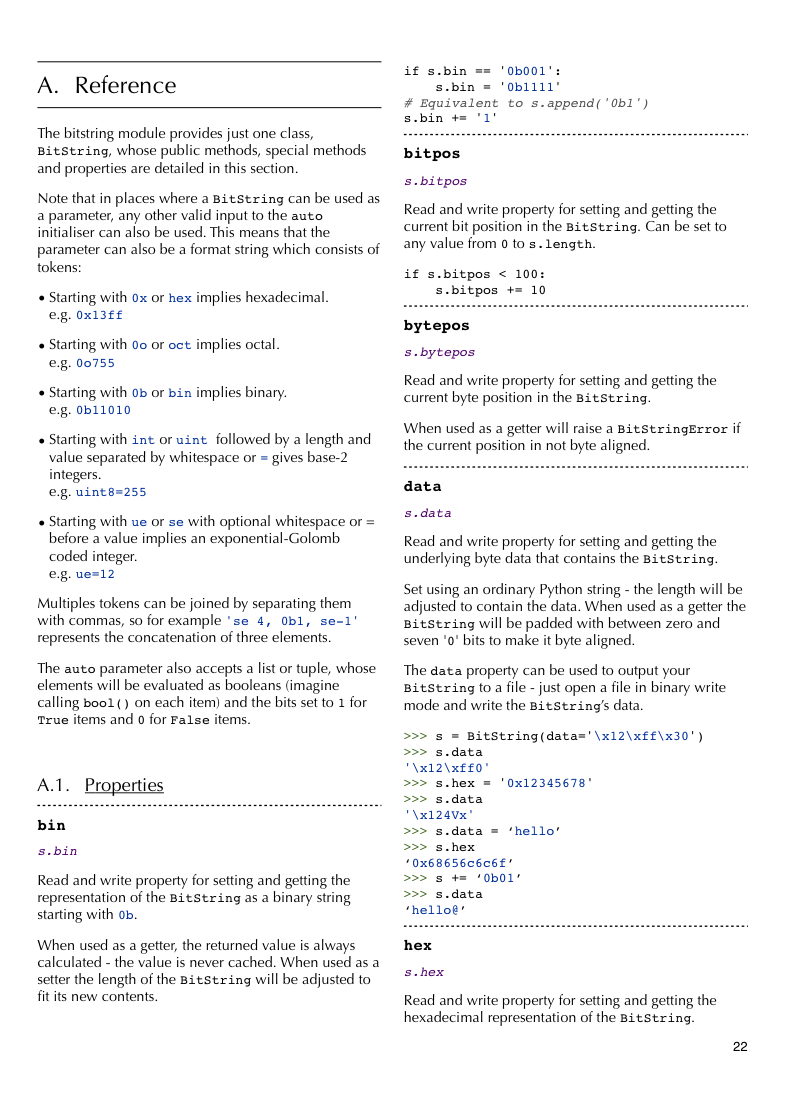 A. Reference
The bitstring module provides just one class,
BitString, whose public methods, special methods
and properties are detailed in this section.
Note that in places where a BitString can be used as
a parameter, any other valid input to the auto
initialiser can also be used. This means that the
parameter can also be a format string which consists of
tokens:
• Starting with 0x or hex implies hexadecimal.
e.g. 0x13ff
• Starting with 0o or oct implies octal.
e.g. 0o755
• Starting with 0b or bin implies binary.
e.g. 0b11010
• Starting with int or uint followed by a length and
value separated by whitespace or = gives base-2
integers.
e.g. uint8=255
• Starting with ue or se with optional whitespace or =
before a value implies an exponential-Golomb
coded integer.
e.g. ue=12
Multiples tokens can be joined by separating them
with commas, so for example 'se 4, 0b1, se-1'
represents the concatenation of three elements.
The auto parameter also accepts a list or tuple, whose
elements will be evaluated as booleans (imagine
calling bool() on each item) and the bits set to 1 for
True items and 0 for False items.
A.1. Properties
bin
s.bin
Read and write property for setting and getting the
representation of the BitString as a binary string
starting with 0b.
When used as a getter, the returned value is always
calculated - the value is never cached. When used as a
setter the length of the BitString will be adjusted to
fit its new contents.
if s.bin == '0b001':
    s.bin = '0b1111'
# Equivalent to s.append('0b1')
s.bin += '1'
bitpos
s.bitpos
Read and write property for setting and getting the
current bit position in the BitString. Can be set to
any value from 0 to s.length.
if s.bitpos < 100:
    s.bitpos += 10
bytepos
s.bytepos
Read and write property for setting and getting the
current byte position in the BitString.
When used as a getter will raise a BitStringError if
the current position in not byte aligned.
data
s.data
Read and write property for setting and getting the
underlying byte data that contains the BitString.
Set using an ordinary Python string - the length will be
adjusted to contain the data. When used as a getter the
BitString will be padded with between zero and
seven '0' bits to make it byte aligned.
The data property can be used to output your
BitString to a file - just open a file in binary write
mode and write the BitString’s data.
>>> s = BitString(data='\x12\xff\x30')
>>> s.data
'\x12\xff0'
>>> s.hex = '0x12345678'
>>> s.data
'\x124Vx'
>>> s.data = ‘hello’
>>> s.hex
‘0x68656c6c6f’
>>> s += ‘0b01’
>>> s.data
‘hello@’
hex
s.hex
Read and write property for setting and getting the
hexadecimal representation of the BitString.
22